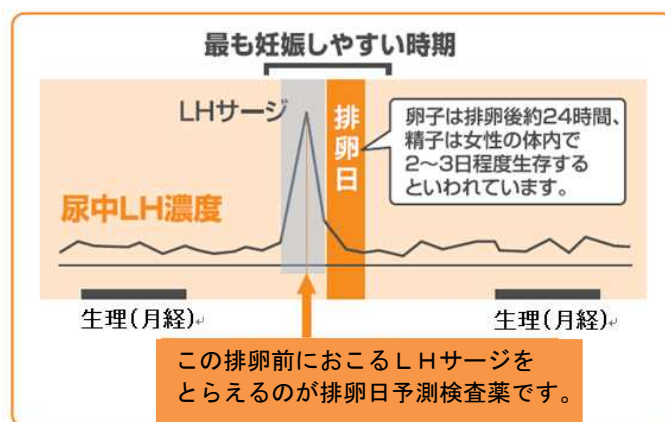 最も妊娠しやすい時期
LHサージ
排卵日
卵子は排卵後約24時間、
精子は女性の体内で
2～3日程度生存する
といわれています。
尿中LH濃度
生理(月経)↵
生理(月経)↵
この排卵前におこるＬＨサージを
とらえるのが排卵日予測検査薬です。